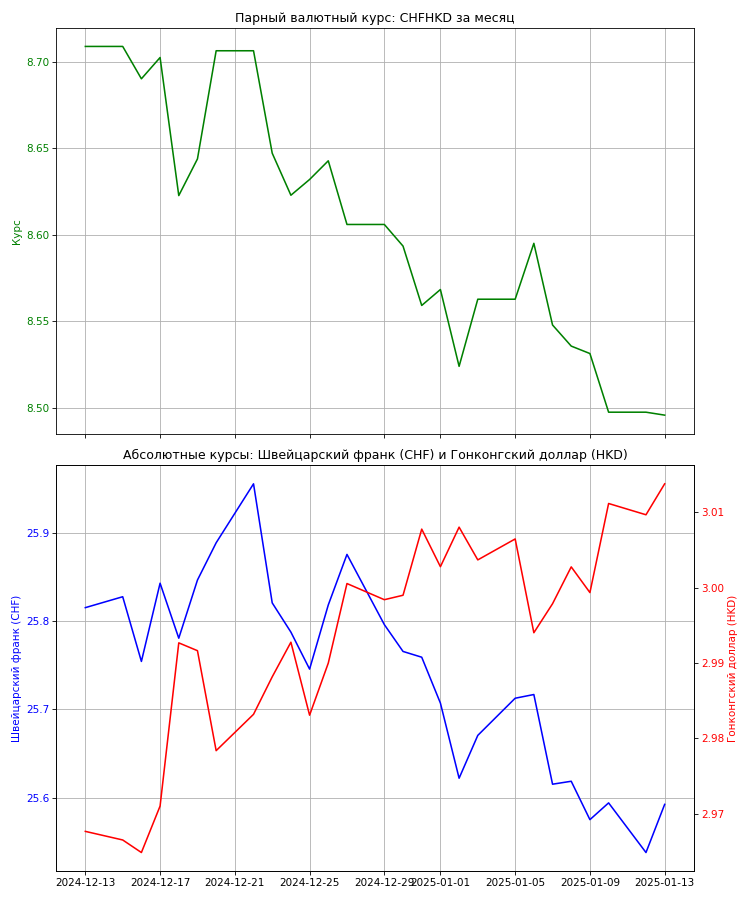 Парный валютный курс: CHFHKD за месяц
8.70
8.65
8.60
8.55
8.50
Курс
Абсолютные курсы: Швейцарский франк (CHF) и Гонконгский доллар (HKD)
25.9
25.8
25.7
25.6
Швейцарский франк (CHF)
3.01
3.00
2.99
2.98
2.97
Гонконгский доллар (HKD)
2024-12-13 2024-12-17 2024-12-21 2024-12-25 2024-12-29 2025-01-01 2025-01-05 2025-01-09 2025-01-13